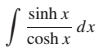 ∫ sinh x / cosh x dx